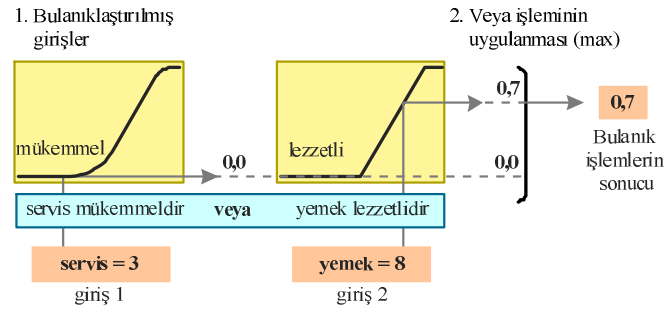 1. Bulanıklaştırılmış
girişler
2. Veya işleminin
uygulanması (max)
mükemmel
0,0
lezzetli
0,7
0,0
0,7
Bulanık
işlemlerin
sonucu
servis mükemmeldir veya yemek lezzetlidir
servis = 3
giriş 1
yemek = 8
giriş 2